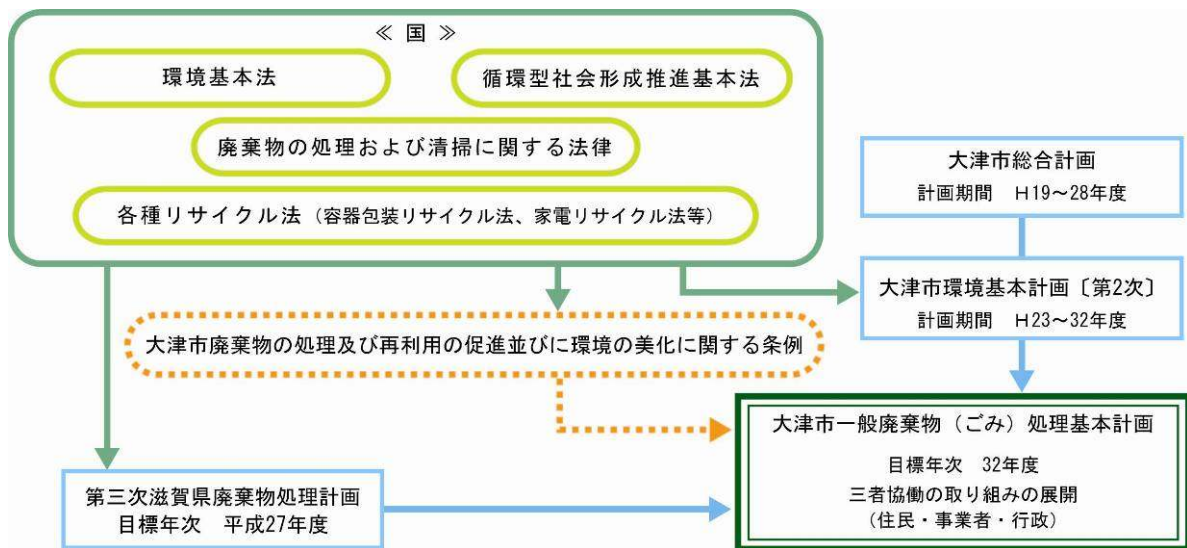 ≪ 国 ≫
環境基本法
循環型社会形成推進基本法
廃棄物の処理および清掃に関する法律
各種リサイクル法（容器包装リサイクル法、家電リサイクル法等）
大津市総合計画
計画期間　H19～28年度
大津市環境基本計画〔第2次〕
計画期間　H23～32年度
大津市廃棄物の処理及び再利用の促進並びに環境の美化に関する条例
大津市一般廃棄物（ごみ）処理基本計画
目標年次　32年度
三者協働の取り組みの展開
（住民・事業者・行政）
第三次滋賀県廃棄物処理計画
目標年次　平成27年度